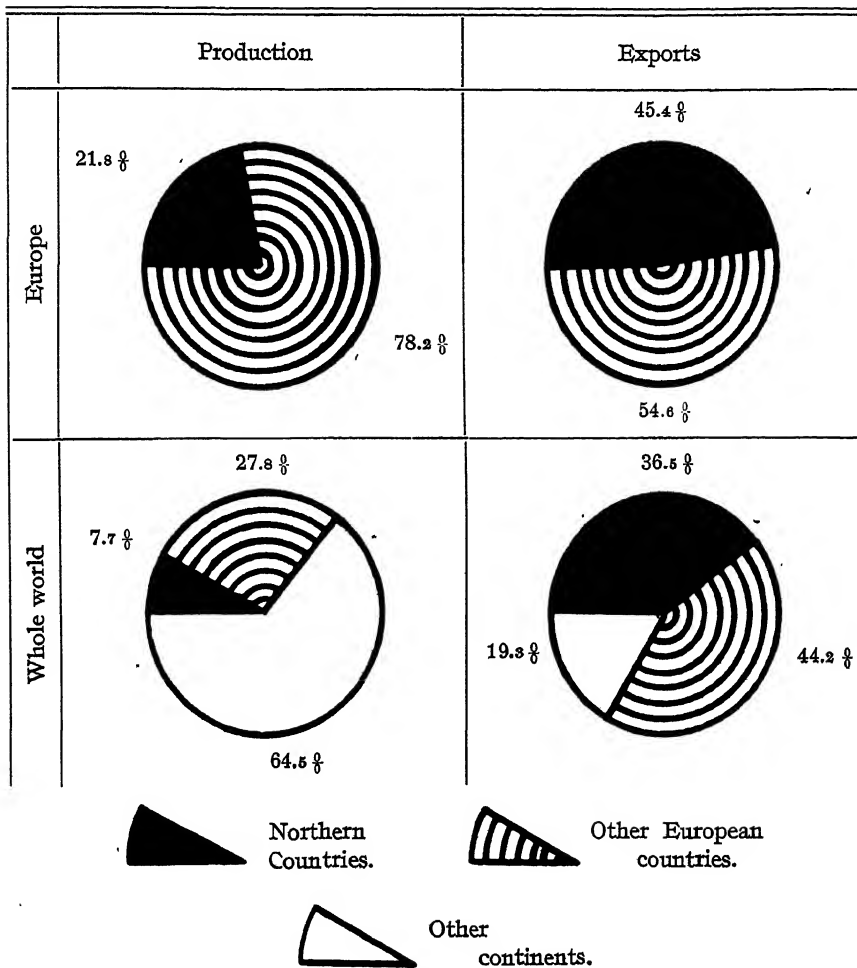 Production Exports
Europe
21.8 %
78.2 %
45.4 %
54.6 %
Whole world
27.8 %
7.7 %
64.5 %
36.5 %
19.3 %
44.2 %
Northern
Countries.
Other European
countries.
Other
continents.